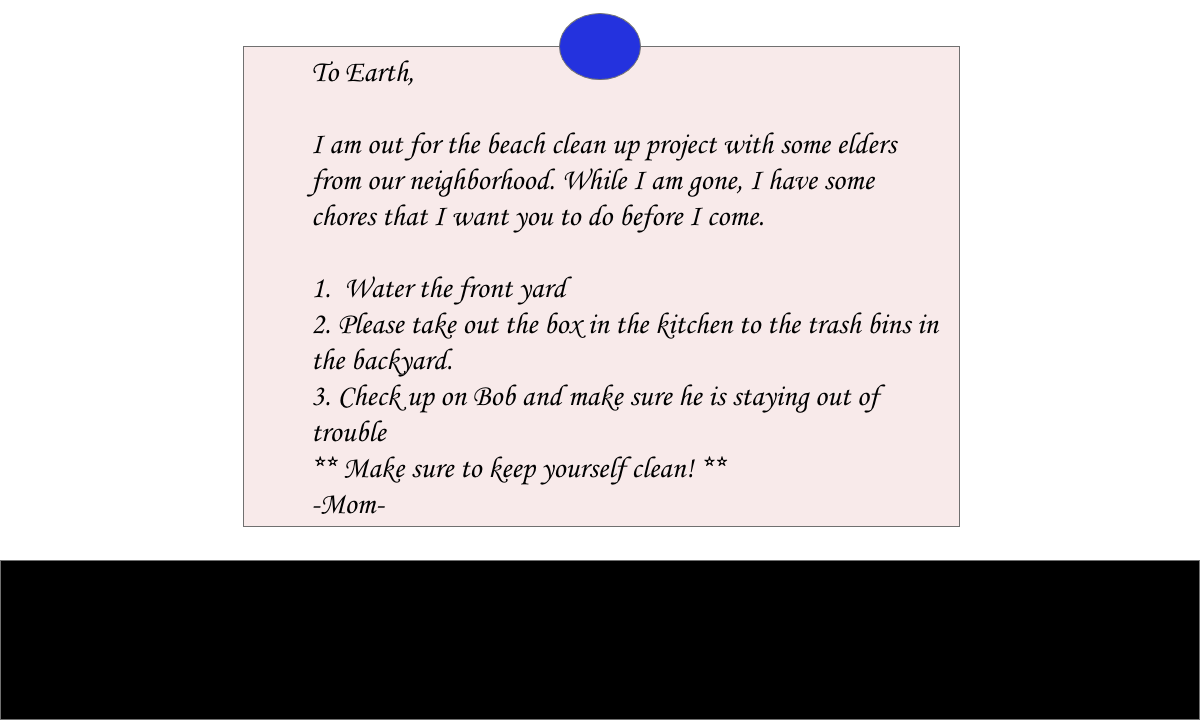 To Earth,
I am out for the beach clean up project with some elders
from our neighborhood. While I am gone, I have some
chores that I want you to do before I come.
1.  Water the front yard
2. Please take out the box in the kitchen to the trash bins in
the backyard.
3. Check up on Bob and make sure he is staying out of
trouble
** Make sure to keep yourself clean! **
-Mom-